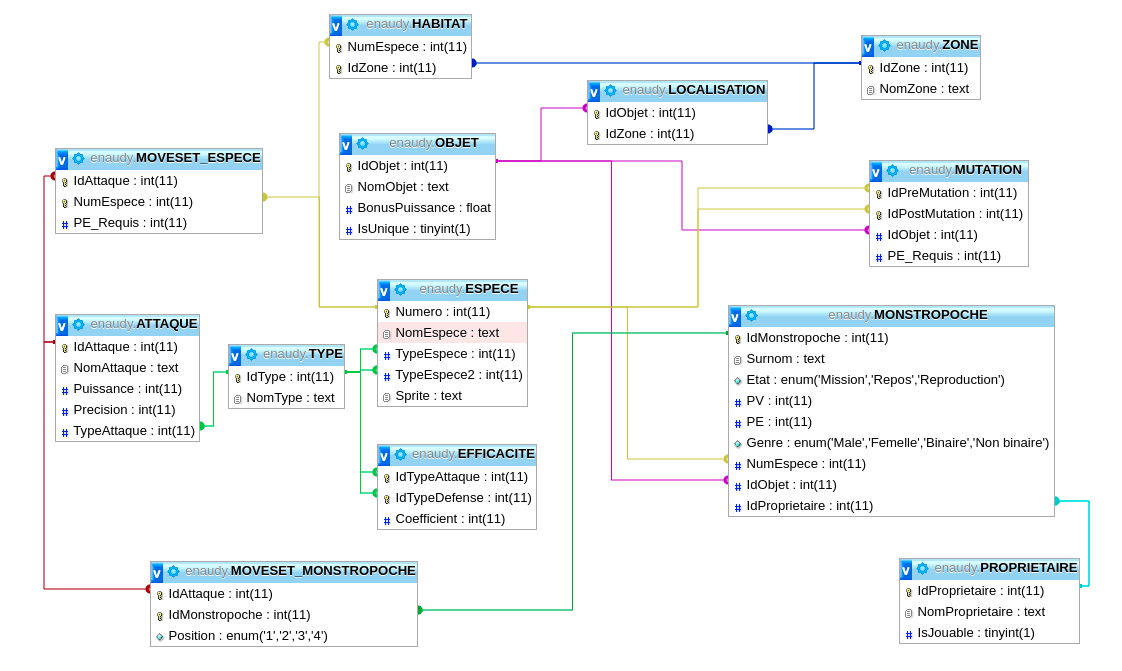 enaudy.HABITAT
NumEspece : int(11)
IdZone : int(11)
enaudy.ZONE
IdZone : int(11)
NomZone : text
enaudy.LOCALISATION
IdObjet : int(11)
IdZone : int(11)
enaudy.OBJET
IdObjet : int(11)
NomObjet : text
BonusPuissance : float
IsUnique : tinyint(1)
enaudy.MOVESET_ESPECE
IdAttaque : int(11)
NumEspece : int(11)
PE_Requis : int(11)
enaudy.MUTATION
IdPreMutation : int(11)
IdPostMutation : int(11)
IdObjet : int(11)
PE_Requis : int(11)
enaudy.ESPECE
Numero : int(11)
NomEspece : text
TypeEspece : int(11)
TypeEspece2 : int(11)
Sprite : text
enaudy.MONSTROPOCHE
IdMonstropoche : int(11)
Surnom : text
Etat : enum('Mission','Repos','Reproduction')
PV : int(11)
PE : int(11)
Genre : enum('Male','Femelle','Binaire','Non binaire')
NumEspece : int(11)
IdObjet : int(11)
IdProprietaire : int(11)
enaudy.ATTAQUE
IdAttaque : int(11)
NomAttaque : text
Puissance : int(11)
Precision : int(11)
TypeAttaque : int(11)
enaudy.TYPE
IdType : int(11)
NomType : text
enaudy.EFFICACITE
IdTypeAttaque : int(11)
IdTypeDefense : int(11)
Coefficient : int(11)
enaudy.MOVESET_MONSTROPOCHE
IdAttaque : int(11)
IdMonstropoche : int(11)
Position : enum('1','2','3','4')
enaudy.PROPRIETAIRE
IdProprietaire : int(11)
NomProprietaire : text
IsJouable : tinyint(1)